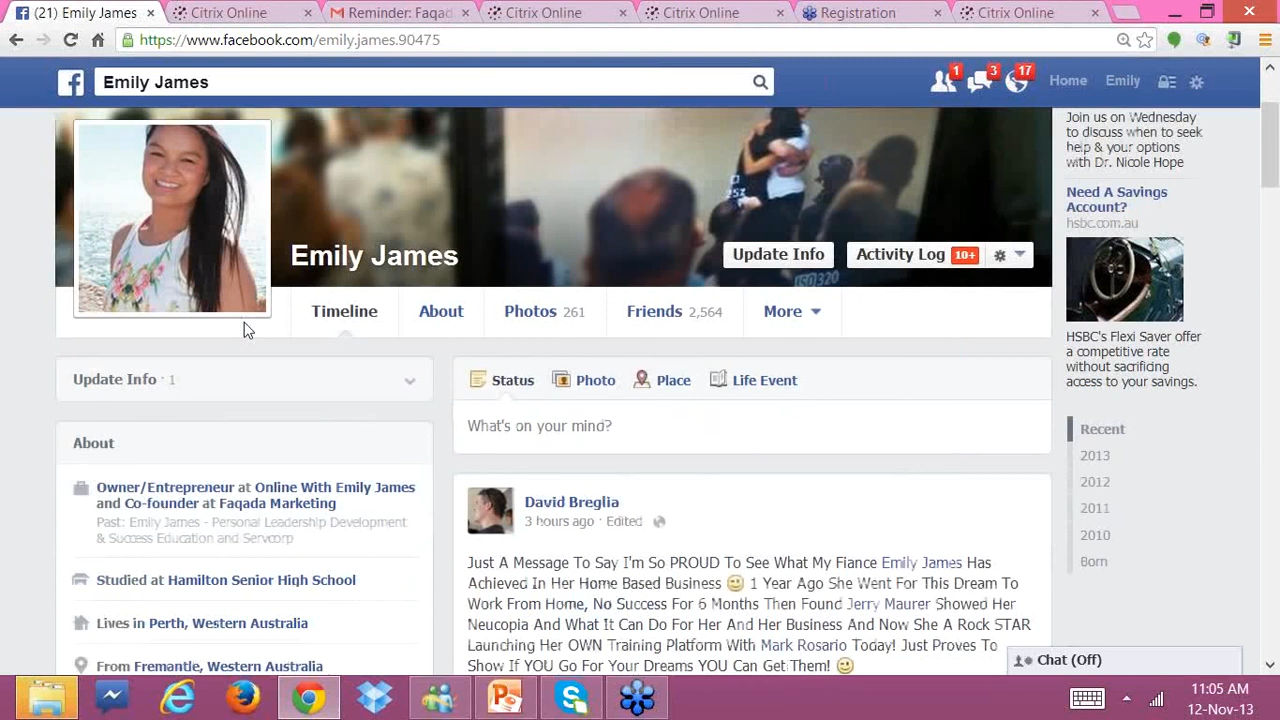 (21) Emily James
Citrix Online
Reminder: Faqad
Citrix Online
Citrix Online
Registration
Citrix Online
https://www.facebook.com/emily.james.90475
Emily James
1
3
17
Home
Emily
Emily James
Update Info
Activity Log 10+
Timeline
About
Photos 261
Friends 2,564
More
Update Info · 1
About
Owner/Entrepreneur at Online With Emily James
and Co-founder at Faqada Marketing
Past: Emily James - Personal Leadership Development
& Success Education and Servcorp
Studied at Hamilton Senior High School
Lives in Perth, Western Australia
From Fremantle, Western Australia
Status
Photo
Place
Life Event
What's on your mind?
David Breglia
3 hours ago · Edited
Just A Message To Say I'm So PROUD To See What My Fiance Emily James Has
Achieved In Her Home Based Business 1 Year Ago She Went For This Dream To
Work From Home, No Success For 6 Months Then Found Jerry Maurer Showed Her
Neucopia And What It Can Do For Her And Her Business And Now She A Rock STAR
Launching Her OWN Training Platform With Mark Rosario Today! Just Proves To
Show If YOU Go For Your Dreams YOU Can Get Them!
Join us on Wednesday
to discuss when to seek
help & your options
with Dr. Nicole Hope
Need A Savings
Account?
hsbc.com.au
HSBC's Flexi Saver offer
a competitive rate
without sacrificing
access to your savings.
Recent
2013
2012
2011
2010
Born
Chat (Off)
11:05 AM
12-Nov-13